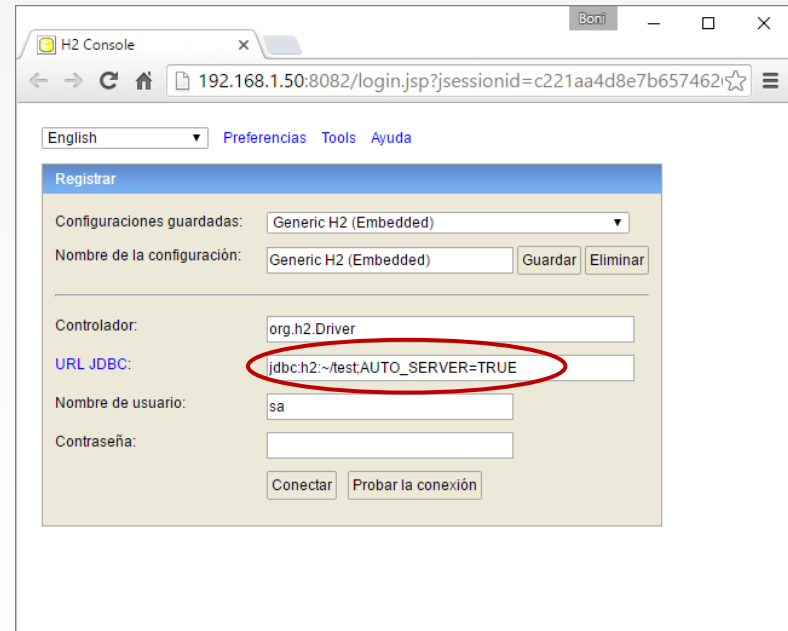 Boni
H2 Console
192.168.1.50:8082/login.jsp?jsessionid=c221aa4d8e7b657462
English Preferencias Tools Ayuda
Registrar
Configuraciones guardadas: Generic H2 (Embedded)
Nombre de la configuración: Generic H2 (Embedded) Guardar Eliminar
Controlador: org.h2.Driver
URL JDBC: jdbc:h2:~/test;AUTO_SERVER=TRUE
Nombre de usuario: sa
Contraseña:
Conectar Probar la conexión